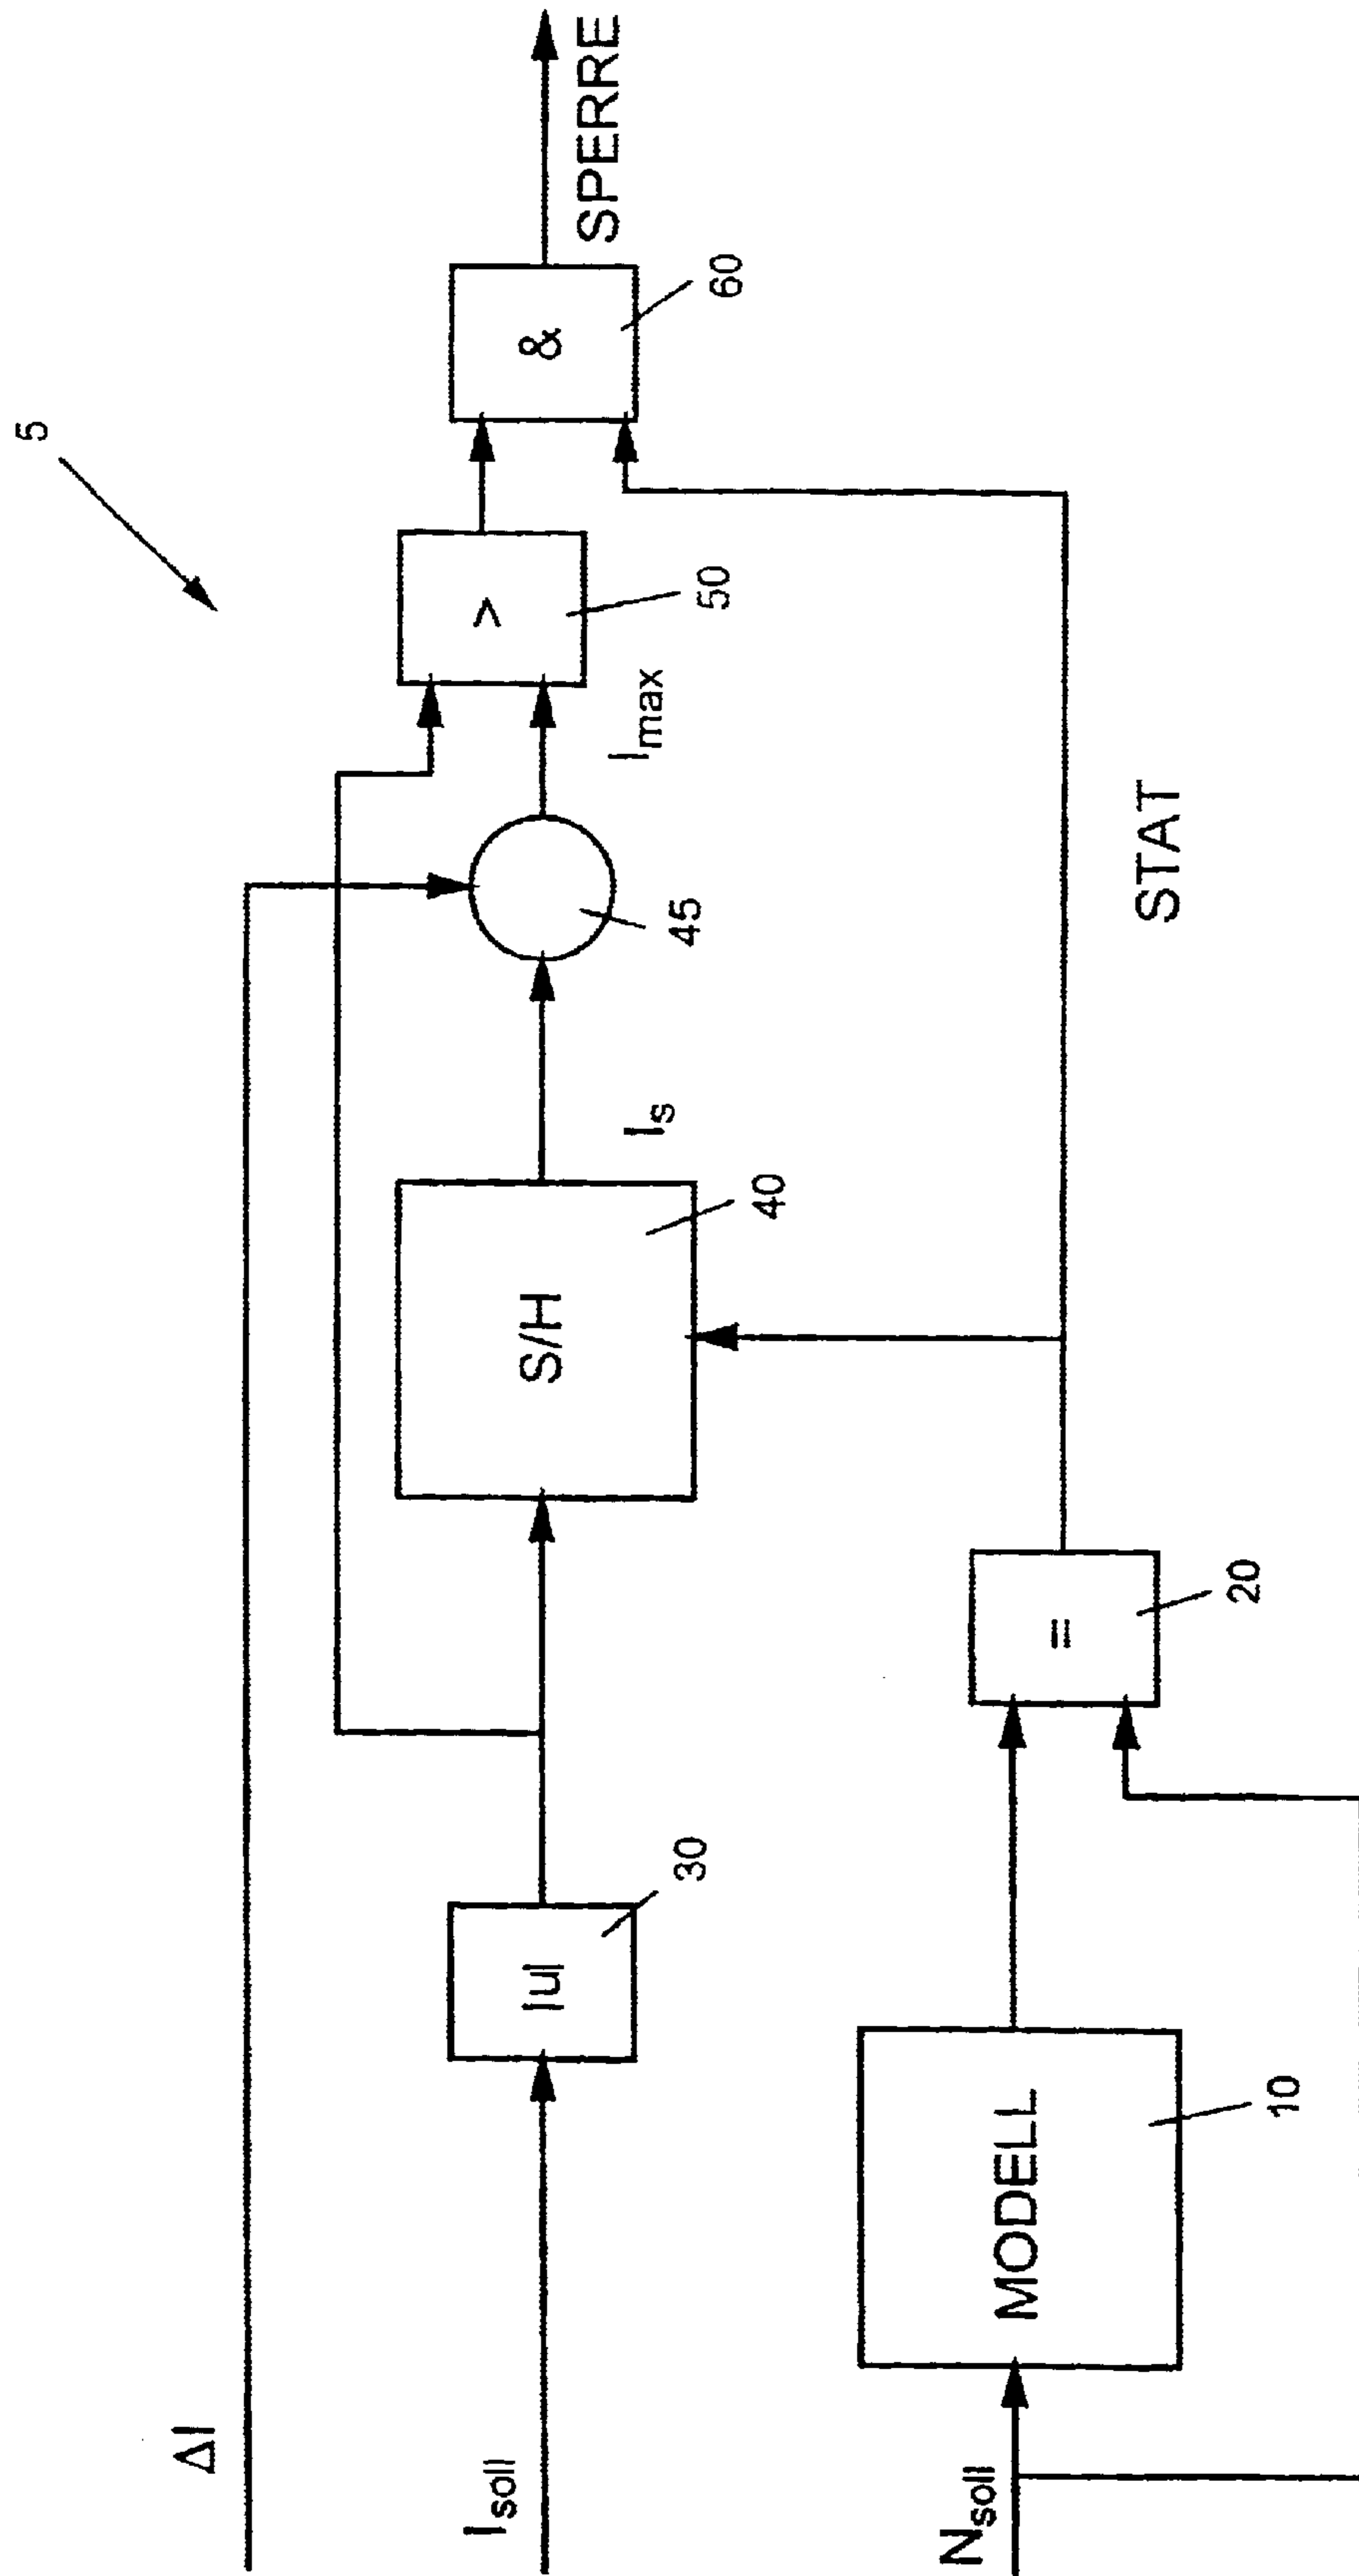 5
ΔI
I_soll
|u|
30
S/H
40
I_s
45
I_max
>
50
&
60
SPERRE
N_soll
MODELL
10
=
20
STAT